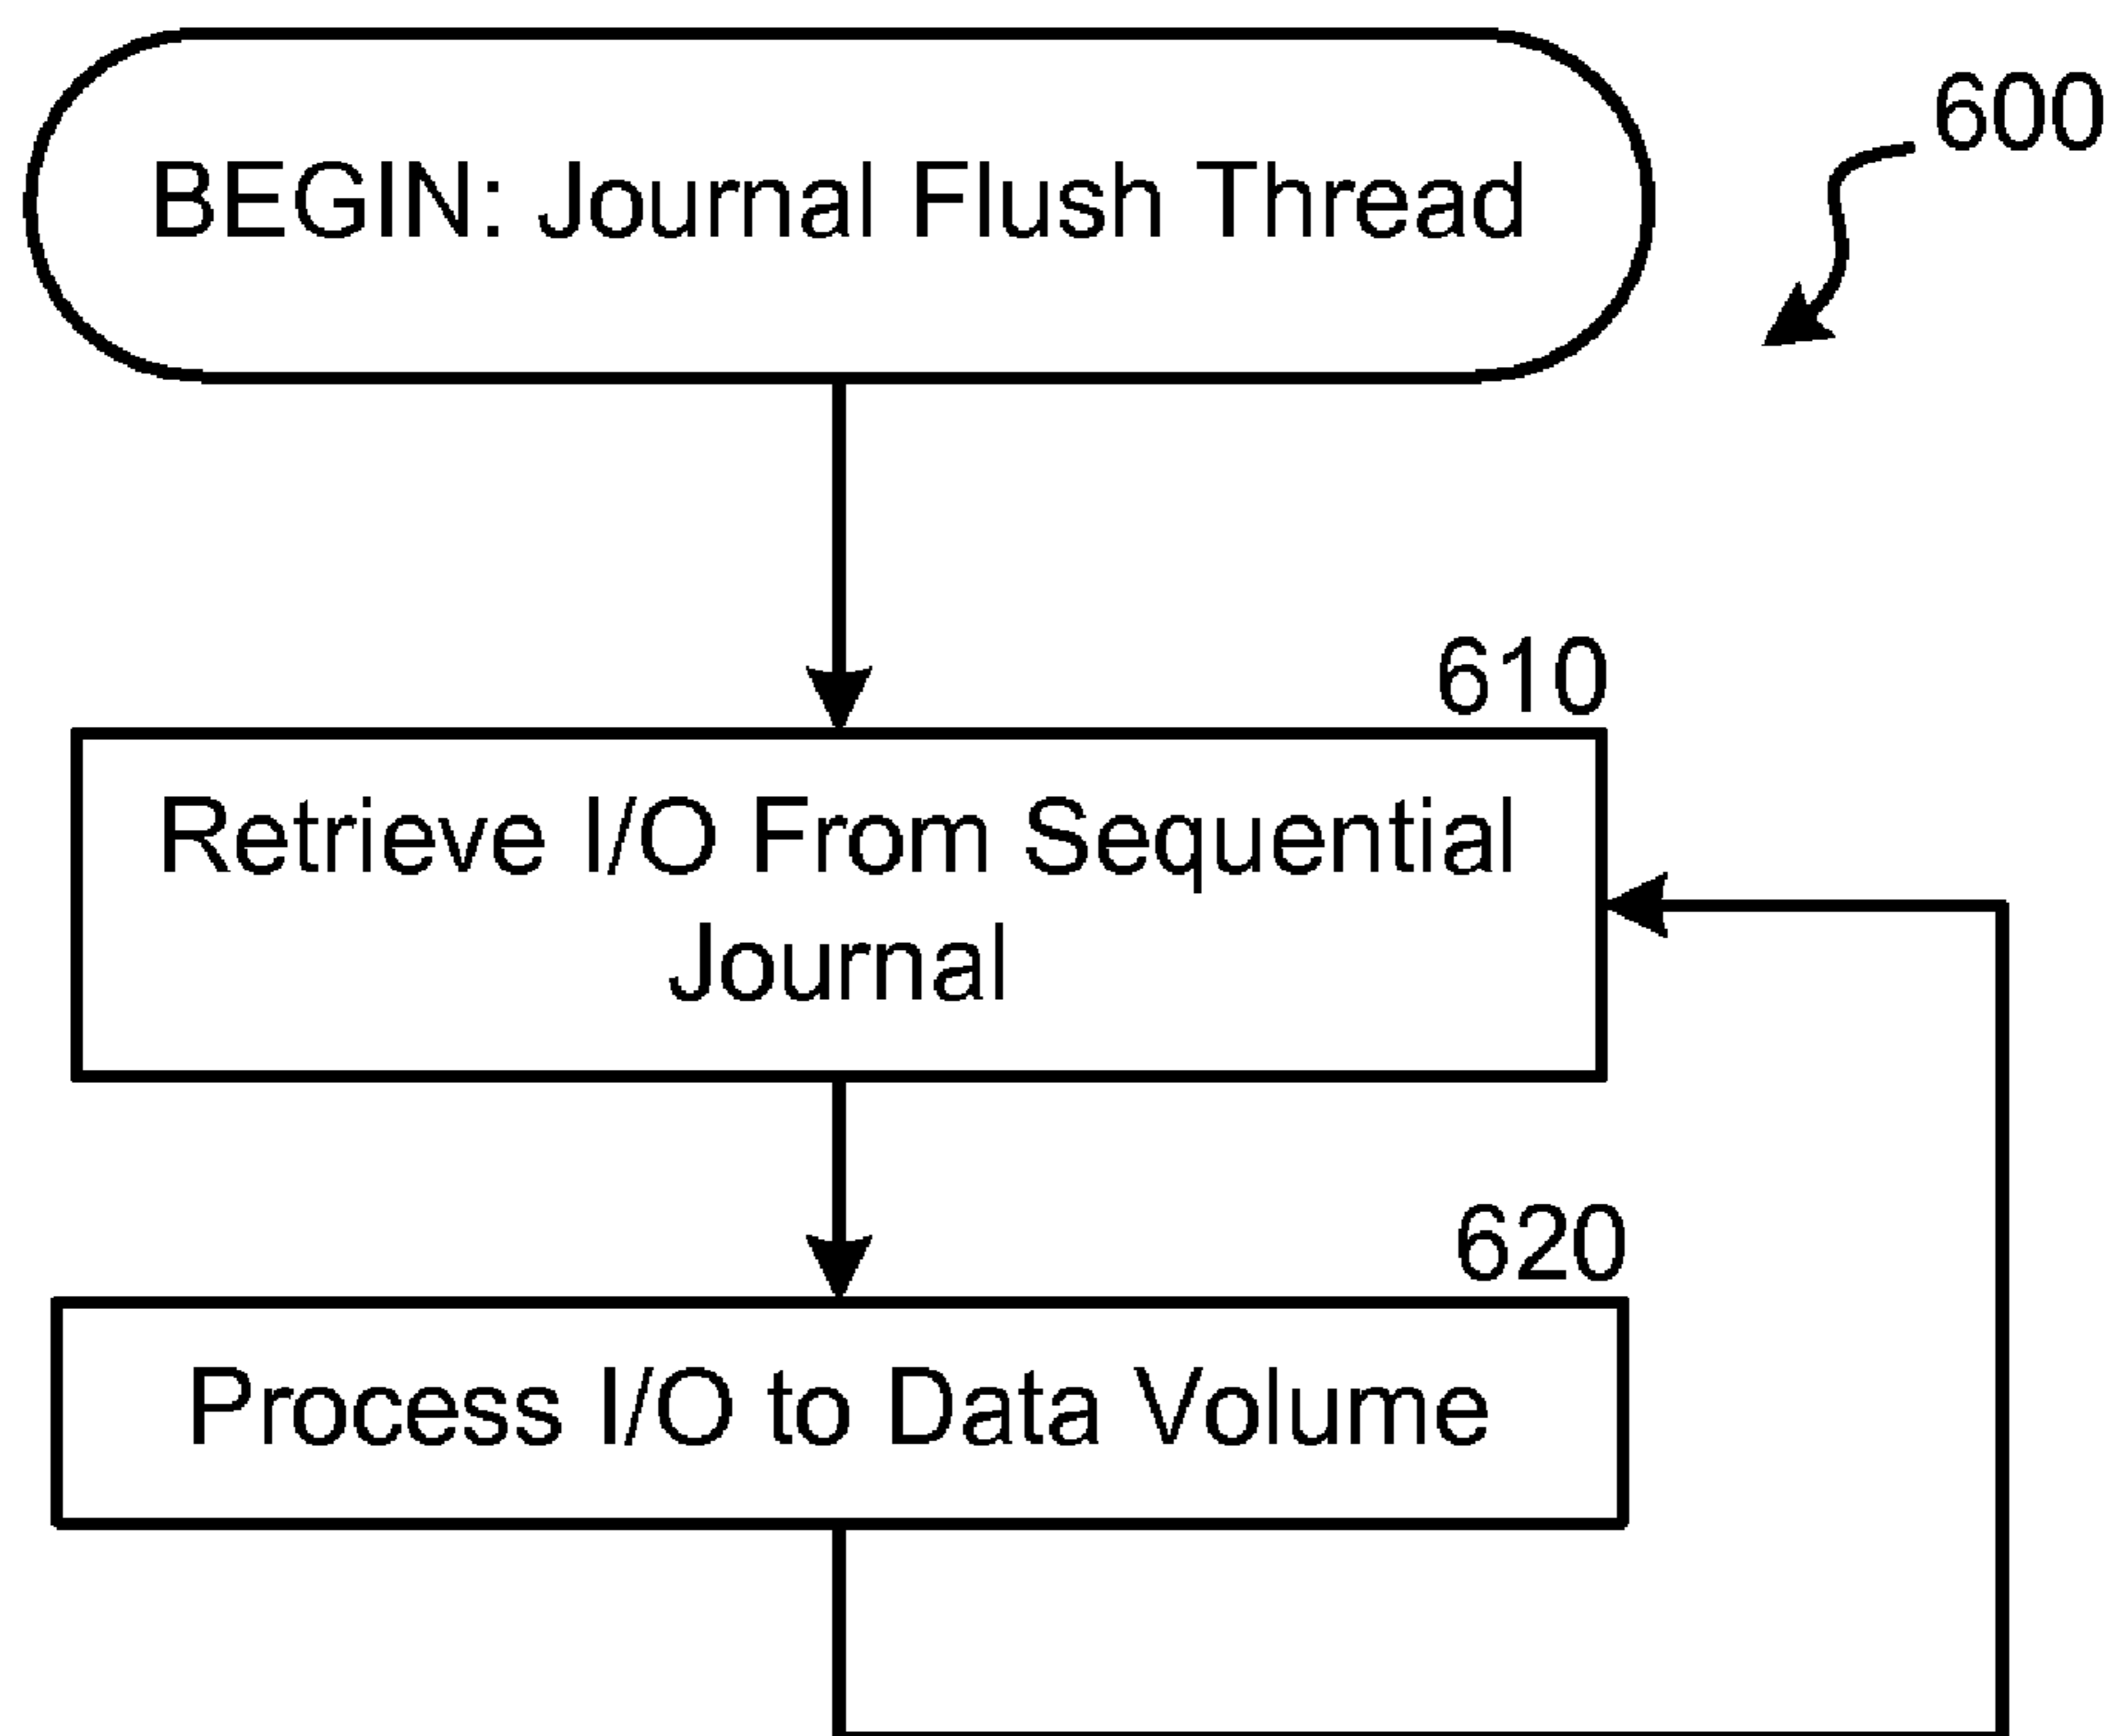 BEGIN: Journal Flush Thread
600
610
Retrieve I/O From Sequential
Journal
620
Process I/O to Data Volume